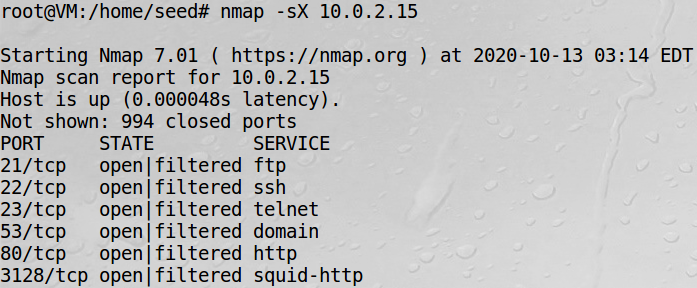 root@VM:/home/seed# nmap -sX 10.0.2.15
Starting Nmap 7.01 ( https://nmap.org ) at 2020-10-13 03:14 EDT
Nmap scan report for 10.0.2.15
Host is up (0.000048s latency).
Not shown: 994 closed ports
PORT     STATE         SERVICE
21/tcp   open|filtered ftp
22/tcp   open|filtered ssh
23/tcp   open|filtered telnet
53/tcp   open|filtered domain
80/tcp   open|filtered http
3128/tcp open|filtered squid-http